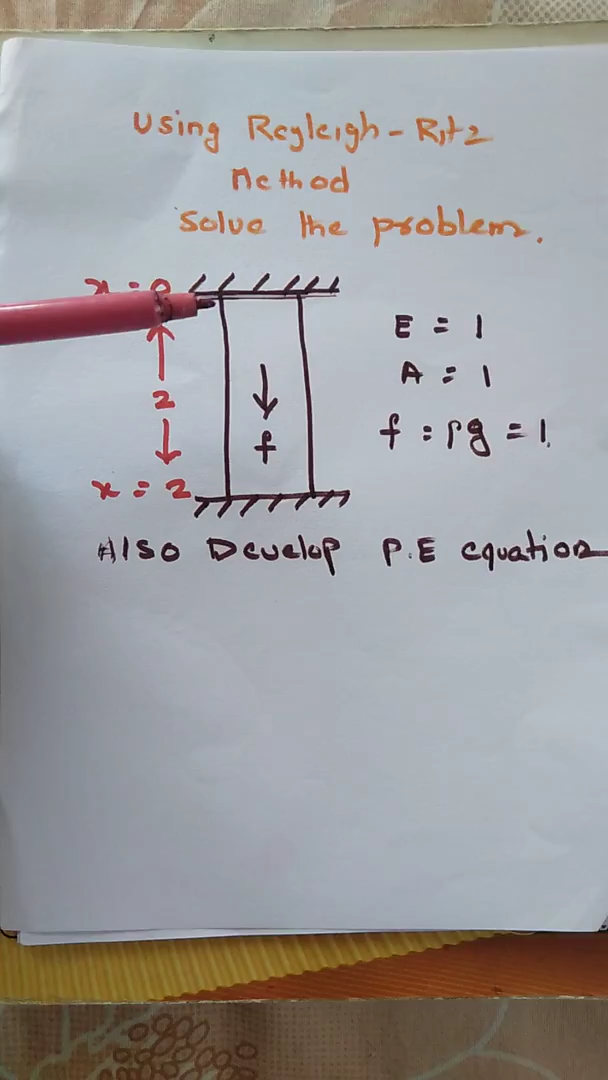 Using Rayleigh - Ritz
Method
Solve the problem.
x = 0
E = 1
A = 1
2
f
f = ρg = 1.
x = 2
Also Develop P.E equation